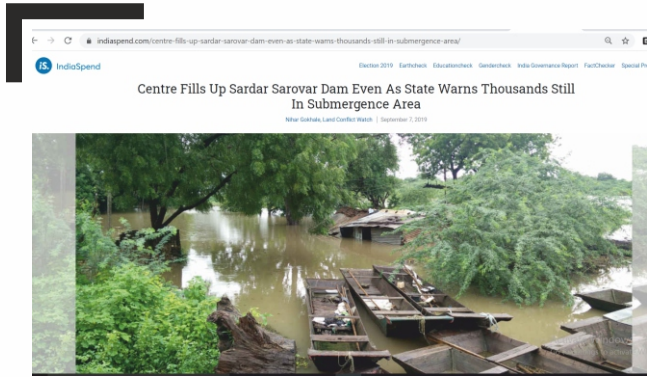 indiaspend.com/centre-fills-up-sardar-sarovar-dam-even-as-state-warns-thousands-still-in-submergence-area/
iS. IndiaSpend
Election 2019 Earthcheck Educationcheck Gendercheck India Governance Report FactChecker Special
Centre Fills Up Sardar Sarovar Dam Even As State Warns Thousands Still
In Submergence Area
Nihar Gokhale, Land Conflict Watch | September 7, 2019